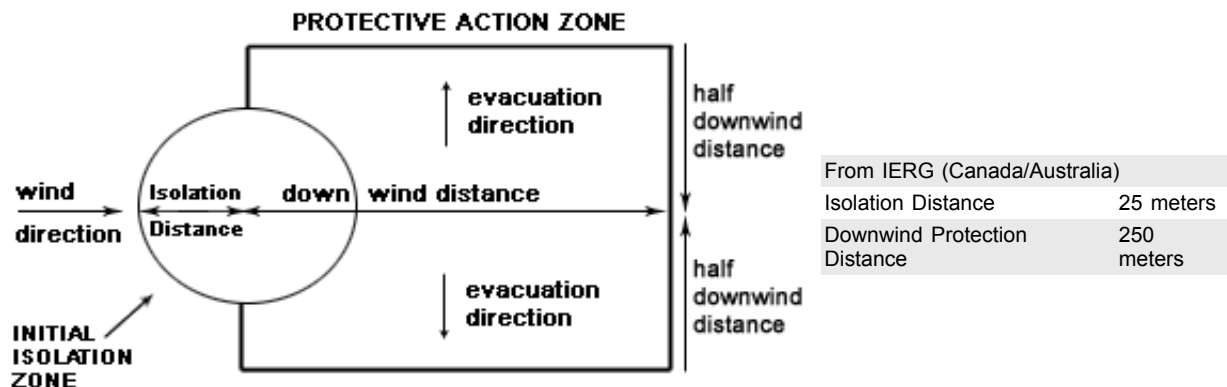 PROTECTIVE ACTION ZONE
evacuation
direction
half
downwind
distance
wind
direction
Isolation
Distance
down wind distance
evacuation
direction
half
downwind
distance
INITIAL
ISOLATION
ZONE
From IERG (Canada/Australia)
Isolation Distance 25 meters
Downwind Protection 250
Distance meters